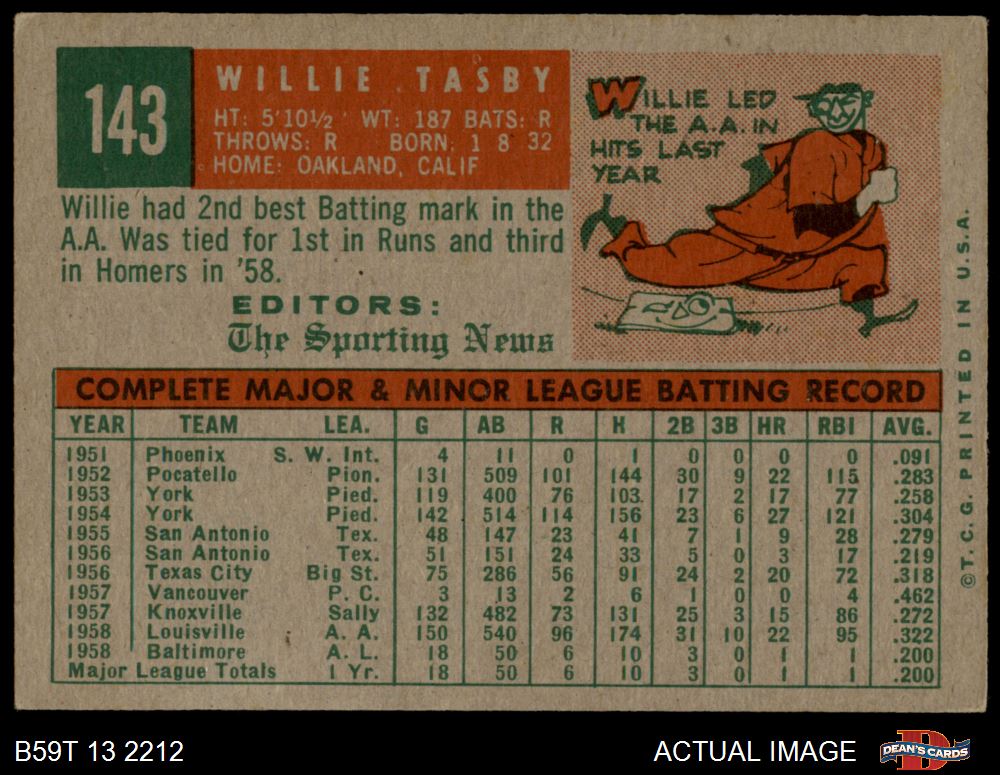 143
WILLIE TASBY
HT: 5'10½ WT: 187 BATS: R
THROWS: R BORN: 1 8 32
HOME: OAKLAND, CALIF
WILLIE LED
THE A.A. IN
HITS LAST
YEAR
Willie had 2nd best Batting mark in the
A.A. Was tied for 1st in Runs and third
in Homers in '58.
EDITORS:
The Sporting News
COMPLETE MAJOR & MINOR LEAGUE BATTING RECORD
YEAR TEAM LEA. G AB R H 2B 3B HR RBI AVG.
1951 Phoenix S. W. Int. 4 11 0 1 0 0 0 0 .091
1952 Pocatello Pion. 131 509 101 144 30 9 22 115 .283
1953 York Pied. 119 400 76 103 17 2 17 77 .258
1954 York Pied. 142 514 114 156 23 6 27 121 .304
1955 San Antonio Tex. 48 147 23 41 7 1 9 28 .279
1956 San Antonio Tex. 51 151 24 33 5 0 3 17 .219
1956 Texas City Big St. 75 286 56 91 24 2 20 72 .318
1957 Vancouver P. C. 3 13 2 6 1 0 0 4 .462
1957 Knoxville Sally 132 482 73 131 25 3 15 86 .272
1958 Louisville A. A. 150 540 96 174 31 10 22 95 .322
1958 Baltimore A. L. 18 50 6 10 3 0 1 1 .200
Major League Totals 1 Yr. 18 50 6 10 3 0 1 1 .200
©T. C. G. PRINTED IN U.S.A.
B59T 13 2212
ACTUAL IMAGE
D
DEAN'S CARDS